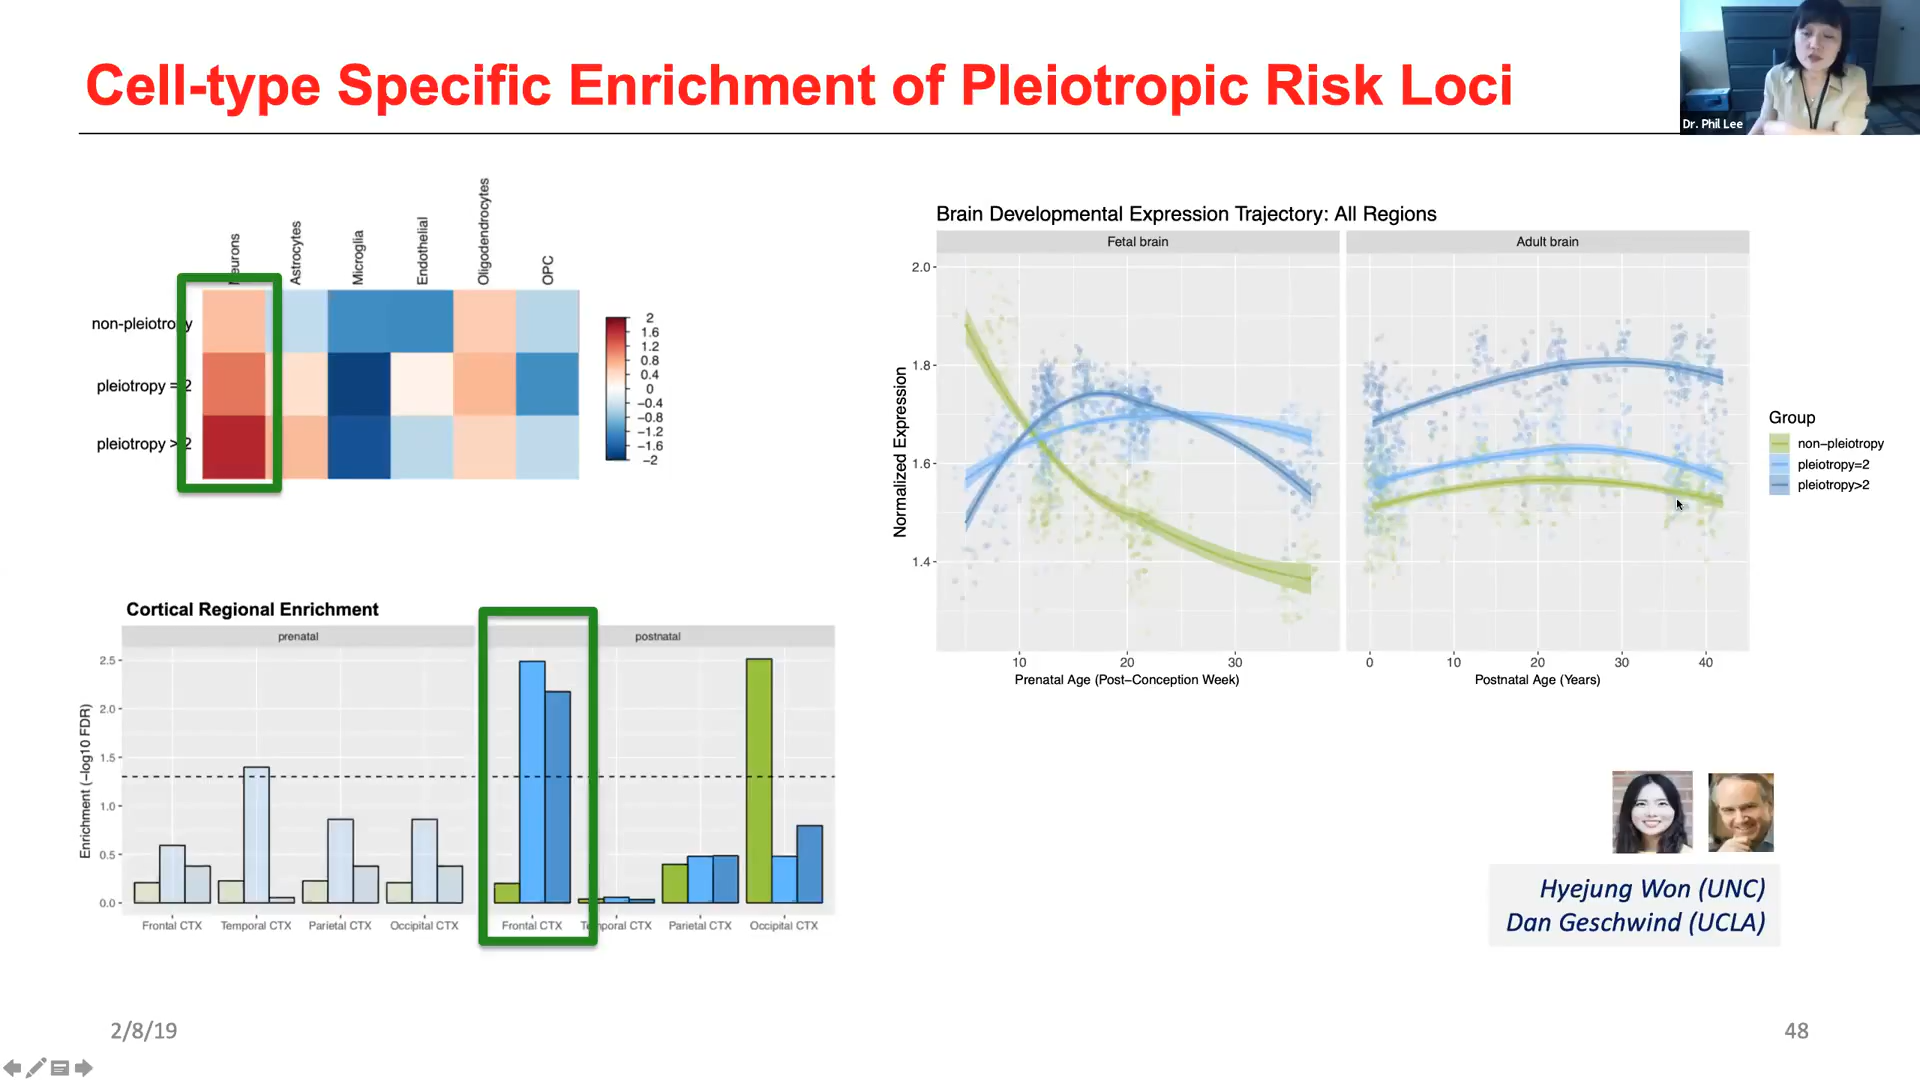 Cell-type Specific Enrichment of Pleiotropic Risk Loci
Dr. Phil Lee
Neurons
Astrocytes
Microglia
Endothelial
Oligodendrocytes
OPC
non-pleiotropy
pleiotropy = 2
pleiotropy > 2
2
1.6
1.2
0.8
0.4
0
−0.4
−0.8
−1.2
−1.6
−2
Brain Developmental Expression Trajectory: All Regions
Fetal brain
Adult brain
Normalized Expression
2.0
1.8
1.6
1.4
10
20
30
0
10
20
30
40
Prenatal Age (Post−Conception Week)
Postnatal Age (Years)
Group
non−pleiotropy
pleiotropy=2
pleiotropy>2
Cortical Regional Enrichment
prenatal
postnatal
Enrichment (−log10 FDR)
2.5
2.0
1.5
1.0
0.5
0.0
Frontal CTX
Temporal CTX
Parietal CTX
Occipital CTX
Frontal CTX
Temporal CTX
Parietal CTX
Occipital CTX
Hyejung Won (UNC)
Dan Geschwind (UCLA)
2/8/19
48